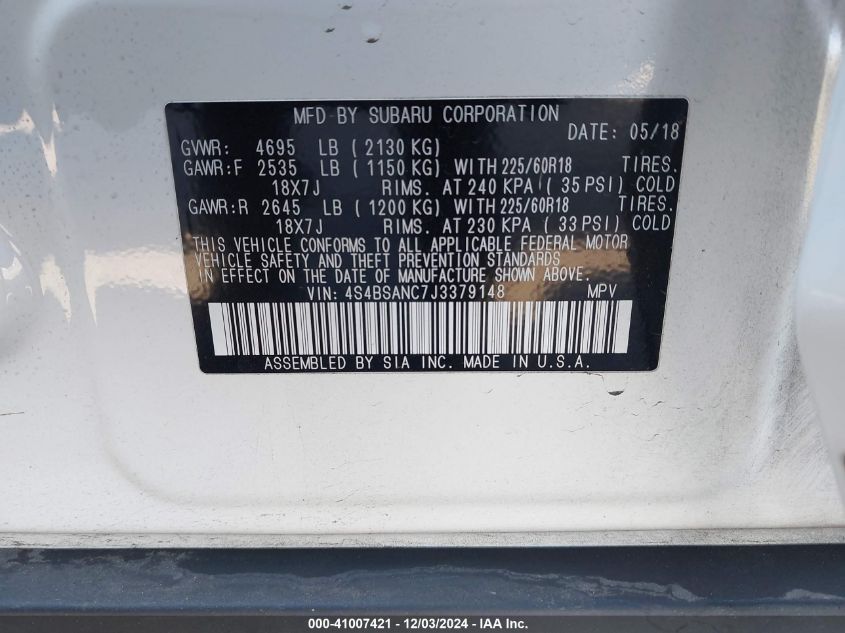 MFD BY SUBARU CORPORATION
DATE: 05/18
GVWR: 4695 LB ( 2130 KG)
GAWR:F 2535 LB ( 1150 KG) WITH 225/60R18 TIRES.
18X7J RIMS. AT 240 KPA ( 35 PSI) COLD
GAWR:R 2645 LB ( 1200 KG) WITH 225/60R18 TIRES.
18X7J RIMS. AT 230 KPA ( 33 PSI) COLD
THIS VEHICLE CONFORMS TO ALL APPLICABLE FEDERAL MOTOR
VEHICLE SAFETY AND THEFT PREVENTION STANDARDS
IN EFFECT ON THE DATE OF MANUFACTURE SHOWN ABOVE.
VIN: 4S4BSANC7J3379148 MPV
ASSEMBLED BY SIA INC. MADE IN U.S.A.
000-41007421 - 12/03/2024 - IAA Inc.